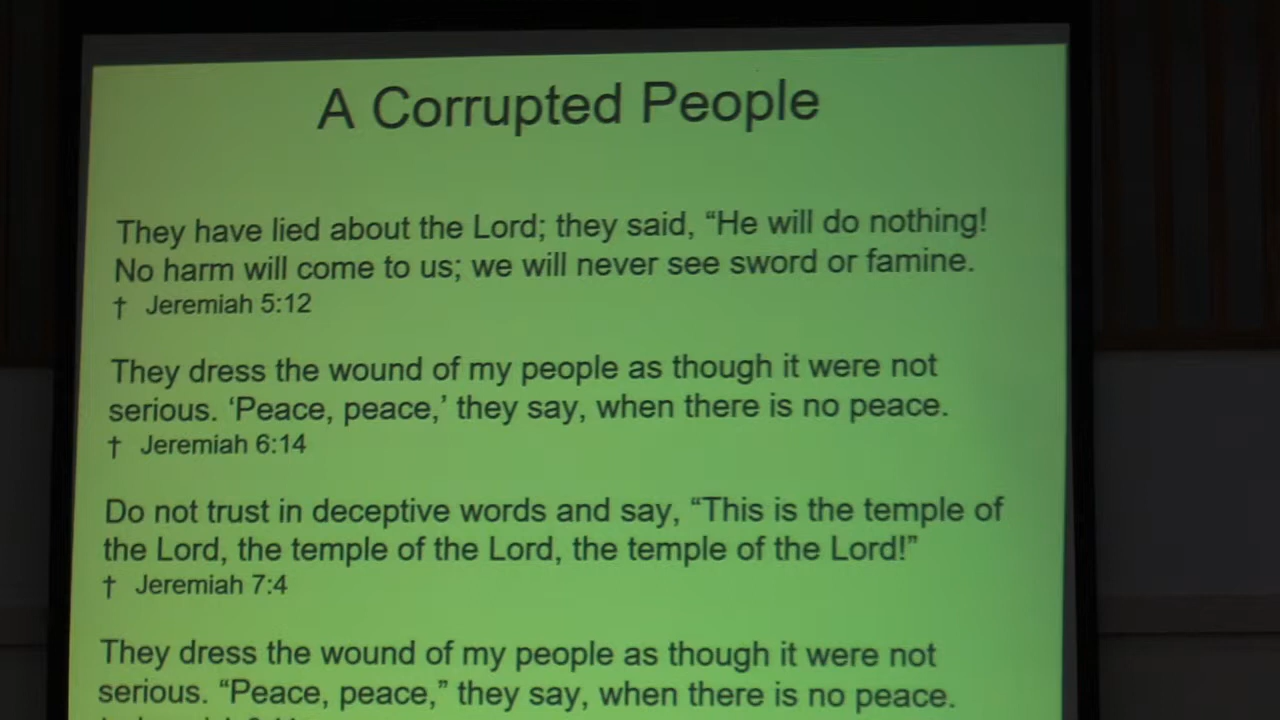 A Corrupted People
They have lied about the Lord; they said, “He will do nothing!
No harm will come to us; we will never see sword or famine.
† Jeremiah 5:12
They dress the wound of my people as though it were not
serious. ‘Peace, peace,’ they say, when there is no peace.
† Jeremiah 6:14
Do not trust in deceptive words and say, “This is the temple of
the Lord, the temple of the Lord, the temple of the Lord!”
† Jeremiah 7:4
They dress the wound of my people as though it were not
serious. “Peace, peace,” they say, when there is no peace.